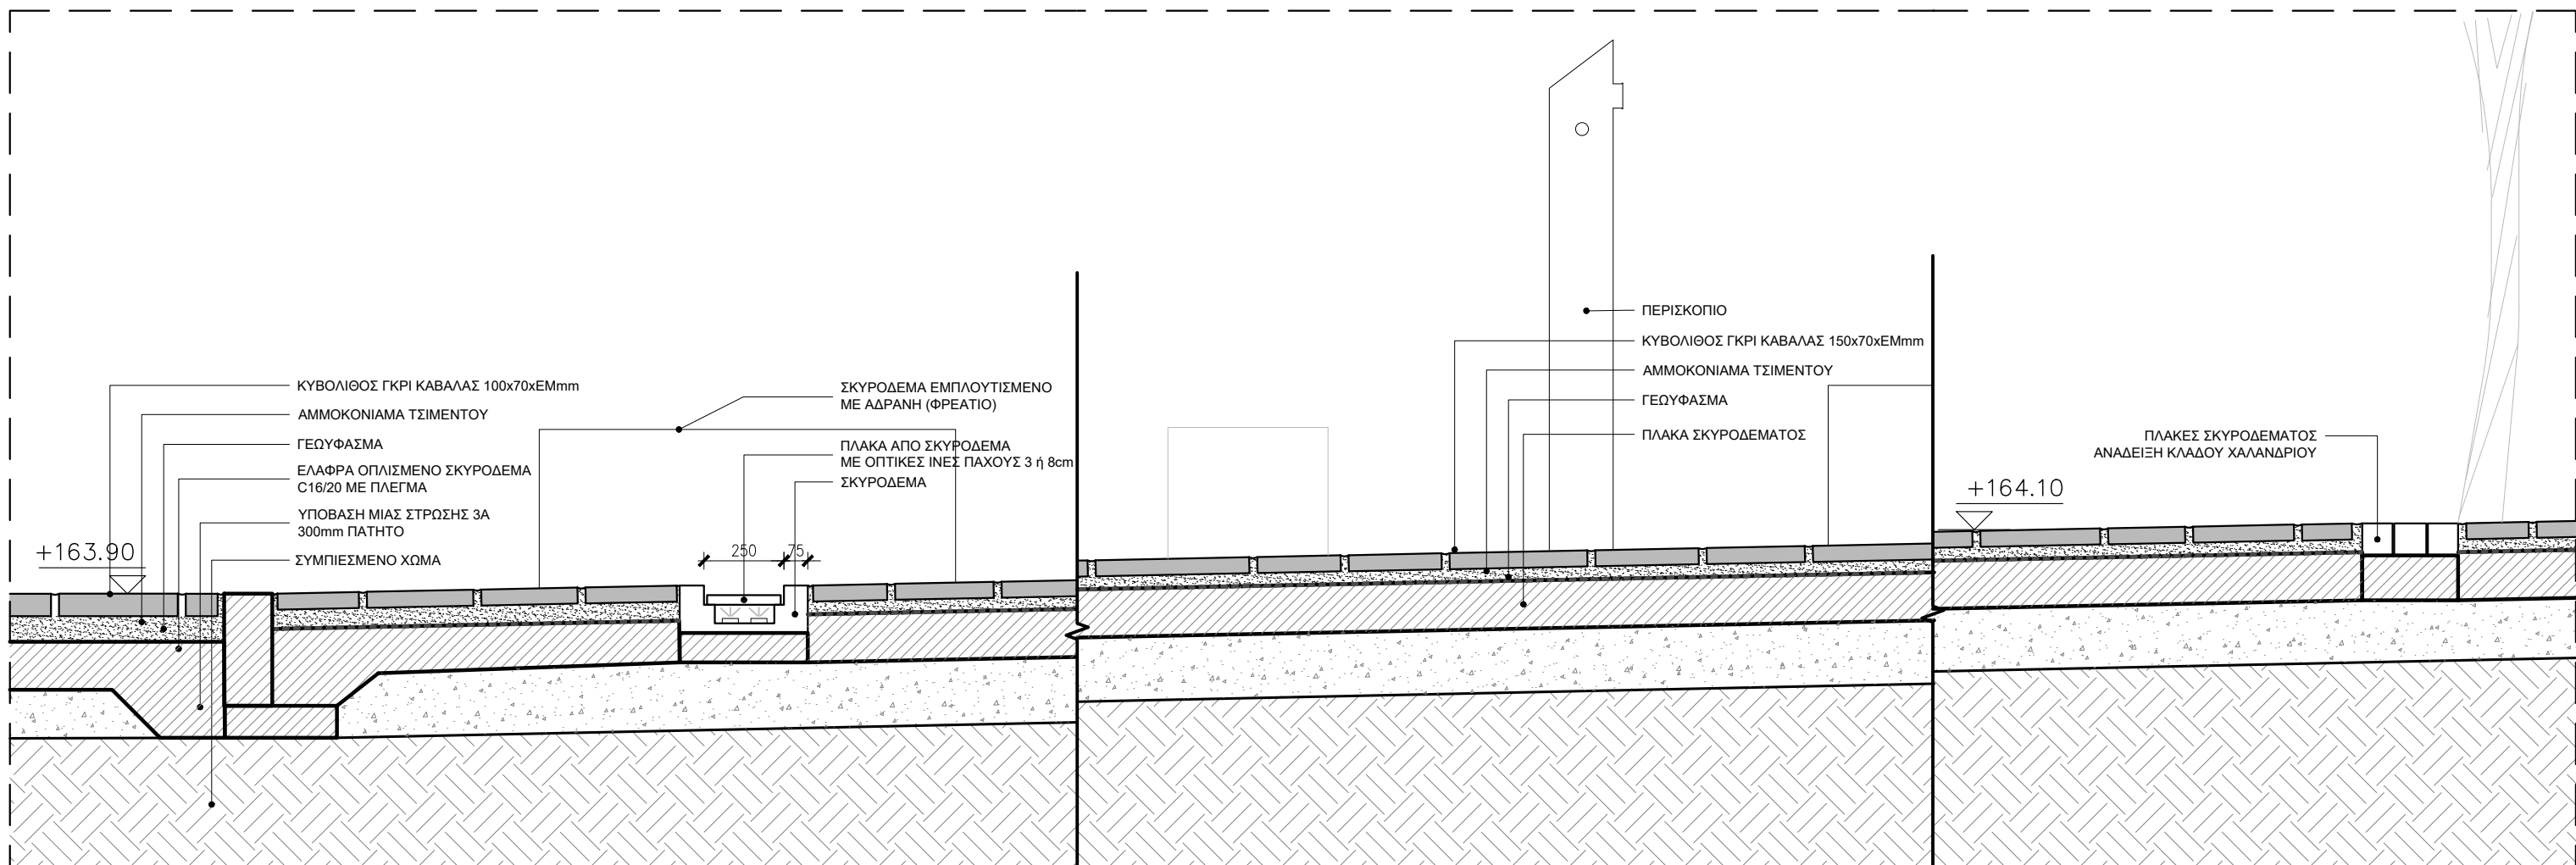 ΚΥΒΟΛΙΘΟΣ ΓΚΡΙ ΚΑΒΑΛΑΣ 100x70xEMmm
ΑΜΜΟΚΟΝΙΑΜΑ ΤΣΙΜΕΝΤΟΥ
ΓΕΩΥΦΑΣΜΑ
ΕΛΑΦΡΑ ΟΠΛΙΣΜΕΝΟ ΣΚΥΡΟΔΕΜΑ
C16/20 ΜΕ ΠΛΕΓΜΑ
ΥΠΟΒΑΣΗ ΜΙΑΣ ΣΤΡΩΣΗΣ 3Α
300mm ΠΑΤΗΤΟ
ΣΥΜΠΙΕΣΜΕΝΟ ΧΩΜΑ
+163.90
ΣΚΥΡΟΔΕΜΑ ΕΜΠΛΟΥΤΙΣΜΕΝΟ
ΜΕ ΑΔΡΑΝΗ (ΦΡΕΑΤΙΟ)
ΠΛΑΚΑ ΑΠΟ ΣΚΥΡΟΔΕΜΑ
ΜΕ ΟΠΤΙΚΕΣ ΙΝΕΣ ΠΑΧΟΥΣ 3 ή 8cm
ΣΚΥΡΟΔΕΜΑ
250 75
ΠΕΡΙΣΚΟΠΙΟ
ΚΥΒΟΛΙΘΟΣ ΓΚΡΙ ΚΑΒΑΛΑΣ 150x70xEMmm
ΑΜΜΟΚΟΝΙΑΜΑ ΤΣΙΜΕΝΤΟΥ
ΓΕΩΥΦΑΣΜΑ
ΠΛΑΚΑ ΣΚΥΡΟΔΕΜΑΤΟΣ
ΠΛΑΚΕΣ ΣΚΥΡΟΔΕΜΑΤΟΣ
ΑΝΑΔΕΙΞΗ ΚΛΑΔΟΥ ΧΑΛΑΝΔΡΙΟΥ
+164.10